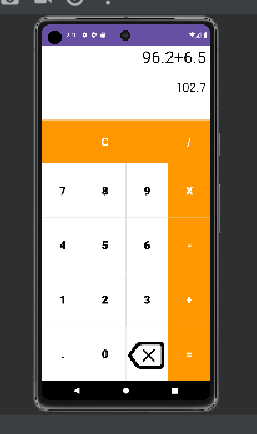 96.2+6.5
102.7
C /
7 8 9 X
4 5 6 =
1 2 3 +
. 0 X =